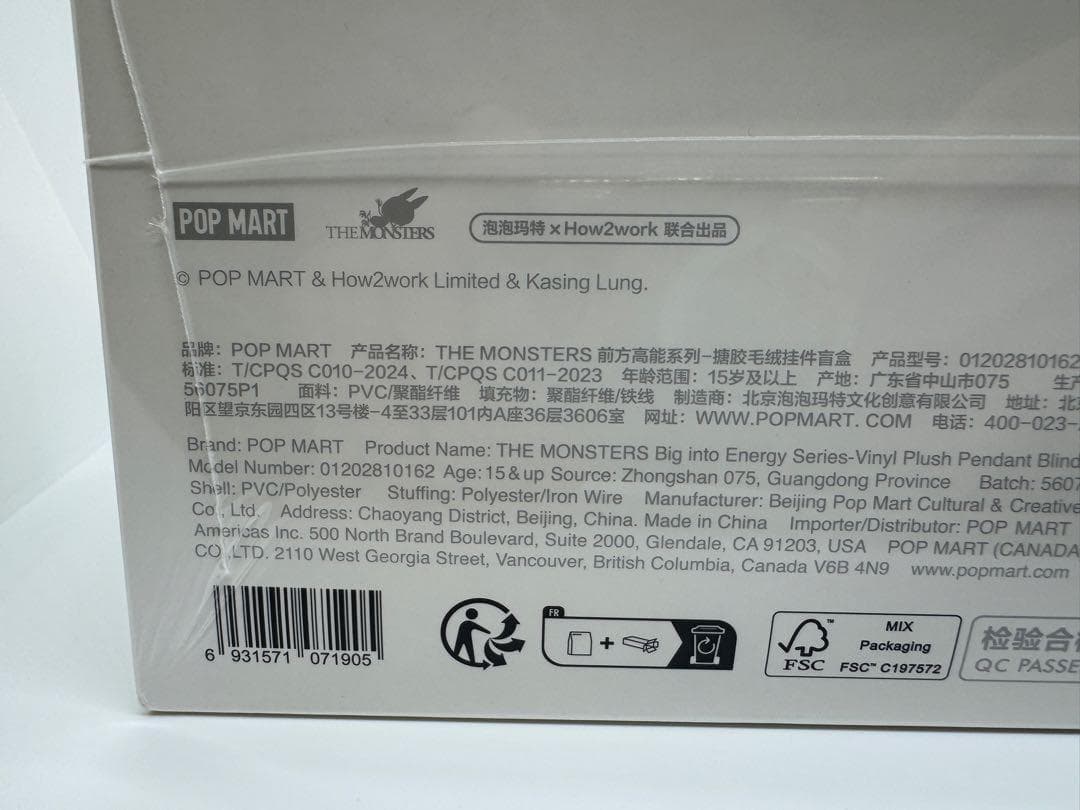 POP MART
THE MONSTERS
泡泡玛特 × How2work 联合出品
© POP MART & How2work Limited & Kasing Lung.
品牌：POP MART 产品名称：THE MONSTERS 前方高能系列-搪胶毛绒挂件盲盒 产品型号：01202810162
标准：T/CPQS C010-2024、T/CPQS C011-2023 年龄范围：15岁及以上 产地：广东省中山市075 生产
56075P1 面料：PVC/聚酯纤维 填充物：聚酯纤维/铁线 制造商：北京泡泡玛特文化创意有限公司 地址：北京
阳区望京东园四区13号楼-4至33层101内A座36层3606室 网址：WWW.POPMART.COM 电话：400-023-
Brand: POP MART Product Name: THE MONSTERS Big into Energy Series-Vinyl Plush Pendant Blind
Model Number: 01202810162 Age: 15 & up Source: Zhongshan 075, Guangdong Province Batch: 5607
Shell: PVC/Polyester Stuffing: Polyester/Iron Wire Manufacturer: Beijing Pop Mart Cultural & Creative
Co., Ltd. Address: Chaoyang District, Beijing, China. Made in China Importer/Distributor: POP MART
Americas Inc. 500 North Brand Boulevard, Suite 2000, Glendale, CA 91203, USA POP MART (CANADA
CO.,LTD. 2110 West Georgia Street, Vancouver, British Columbia, Canada V6B 4N9 www.popmart.com
6 931571 071905
FR
+
FSC™
MIX
Packaging
FSC™ C197572
检验合格
QC PASSE